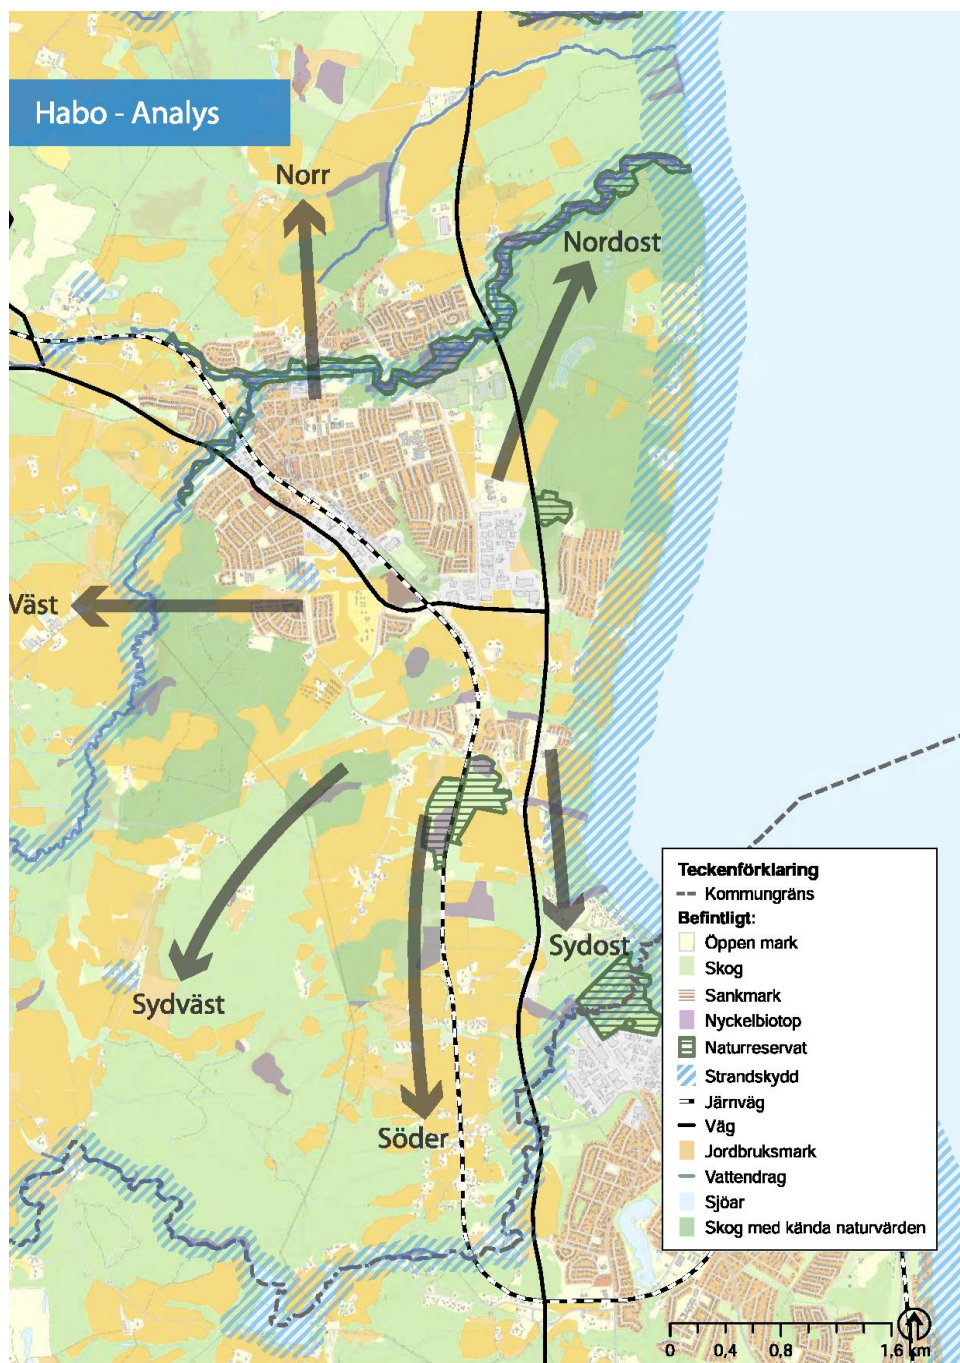 Habo - Analys
Norr
Nordost
Väst
Sydost
Sydväst
Söder
Teckenförklaring
Kommungräns
Befintligt:
Öppen mark
Skog
Sankmark
Nyckelbiotop
Naturreservat
Strandskydd
Järnväg
Väg
Jordbruksmark
Vattendrag
Sjöar
Skog med kända naturvärden
0 0,4 0,8 1,6 km